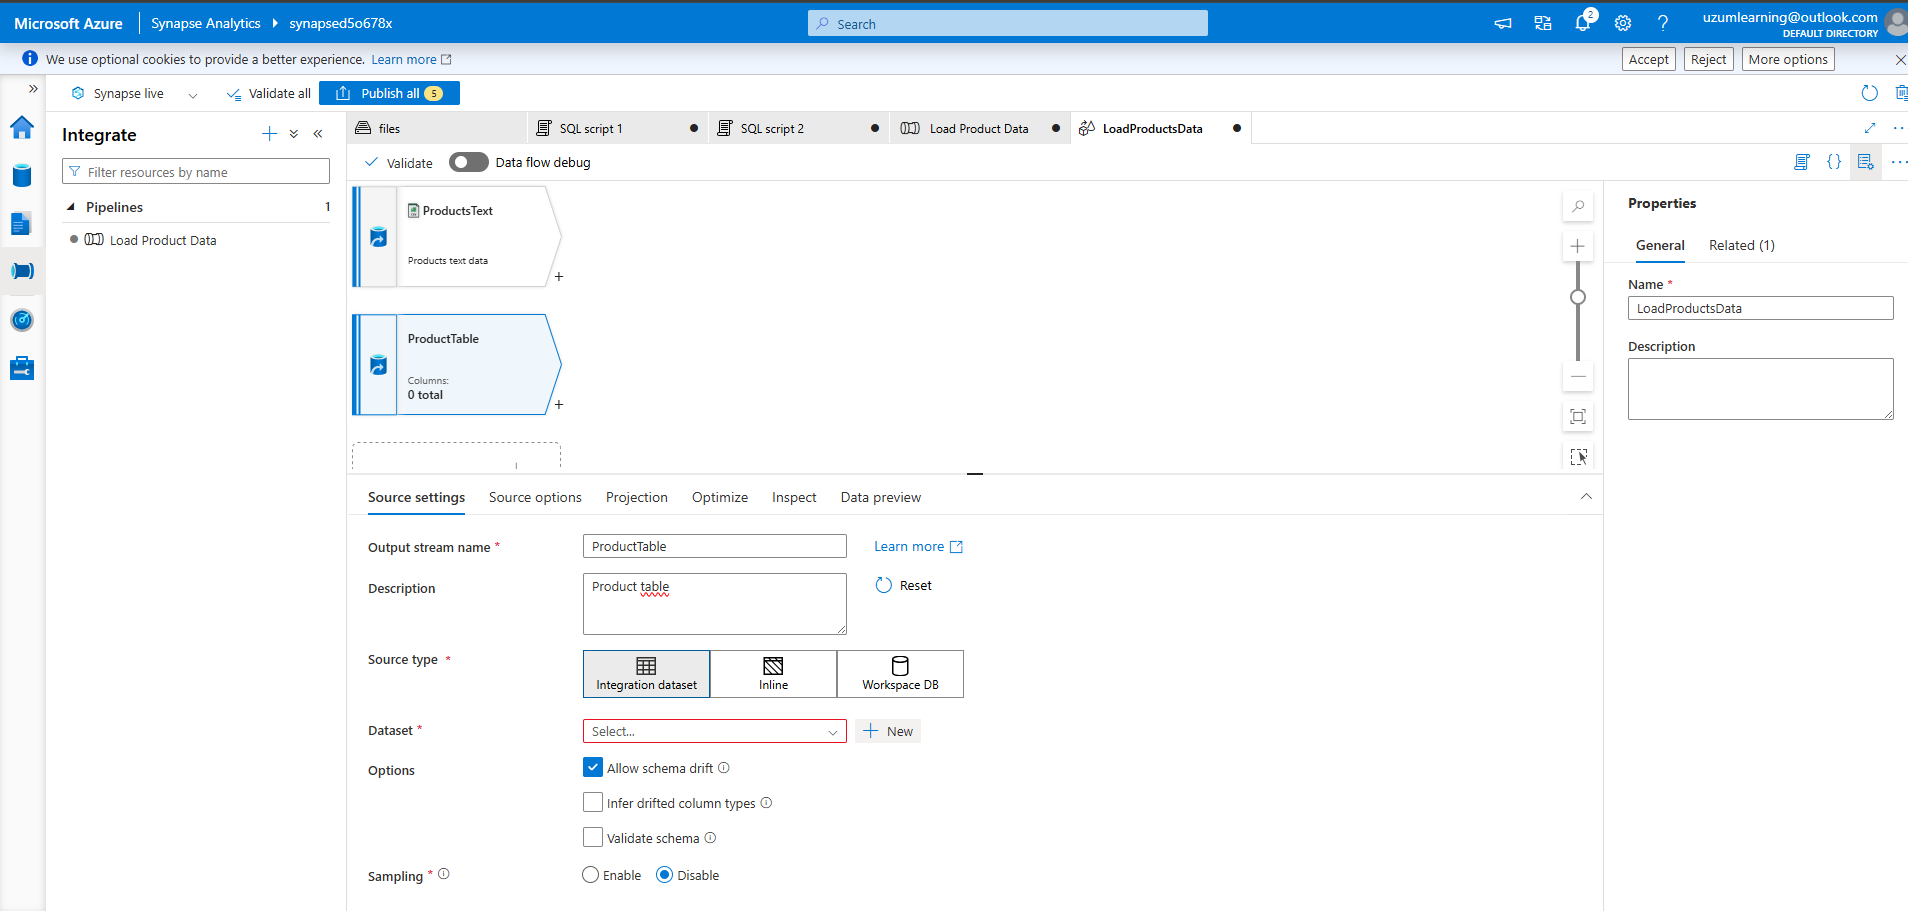 Microsoft Azure
Synapse Analytics
synapsed5o678x
Search
2
uzumlearning@outlook.com
DEFAULT DIRECTORY
We use optional cookies to provide a better experience. Learn more
Accept
Reject
More options
Synapse live
Validate all
Publish all
5
Integrate
Filter resources by name
Pipelines
1
Load Product Data
files
SQL script 1
SQL script 2
Load Product Data
LoadProductsData
Validate
Data flow debug
ProductsText
Products text data
+
ProductTable
Columns:
0 total
+
Properties
General
Related (1)
Name *
LoadProductsData
Description
Source settings
Source options
Projection
Optimize
Inspect
Data preview
Output stream name *
ProductTable
Learn more
Description
Product table
Reset
Source type *
Integration dataset
Inline
Workspace DB
Dataset *
Select...
New
Options
Allow schema drift
Infer drifted column types
Validate schema
Sampling *
Enable
Disable